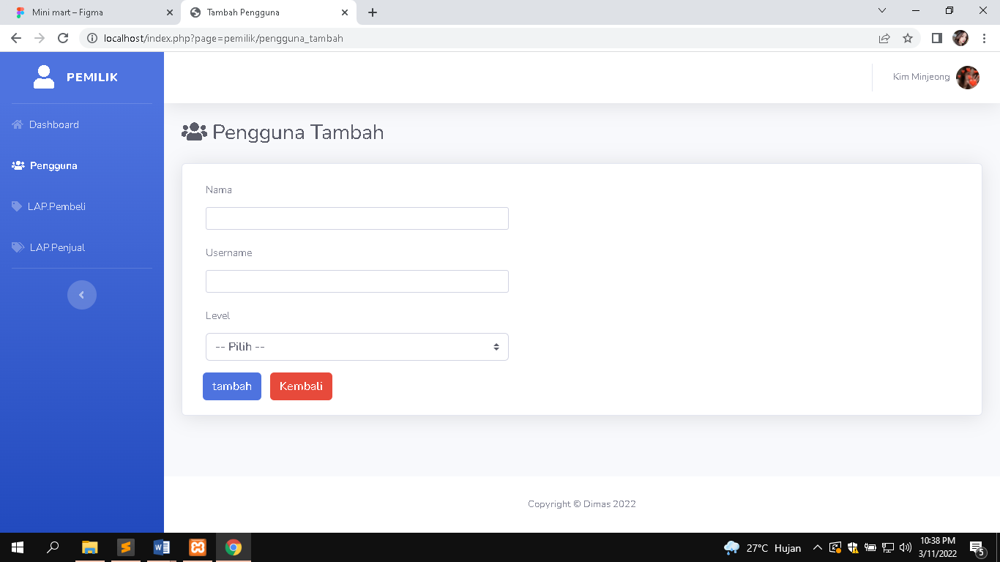 Mini mart – Figma
Tambah Pengguna
localhost/index.php?page=pemilik/pengguna_tambah
PEMILIK
Kim Minjeong
Dashboard
Pengguna
LAP.Pembeli
LAP.Penjual
Pengguna Tambah
Nama
Username
Level
-- Pilih --
tambah
Kembali
Copyright © Dimas 2022
27°C Hujan
10:38 PM
3/11/2022
5